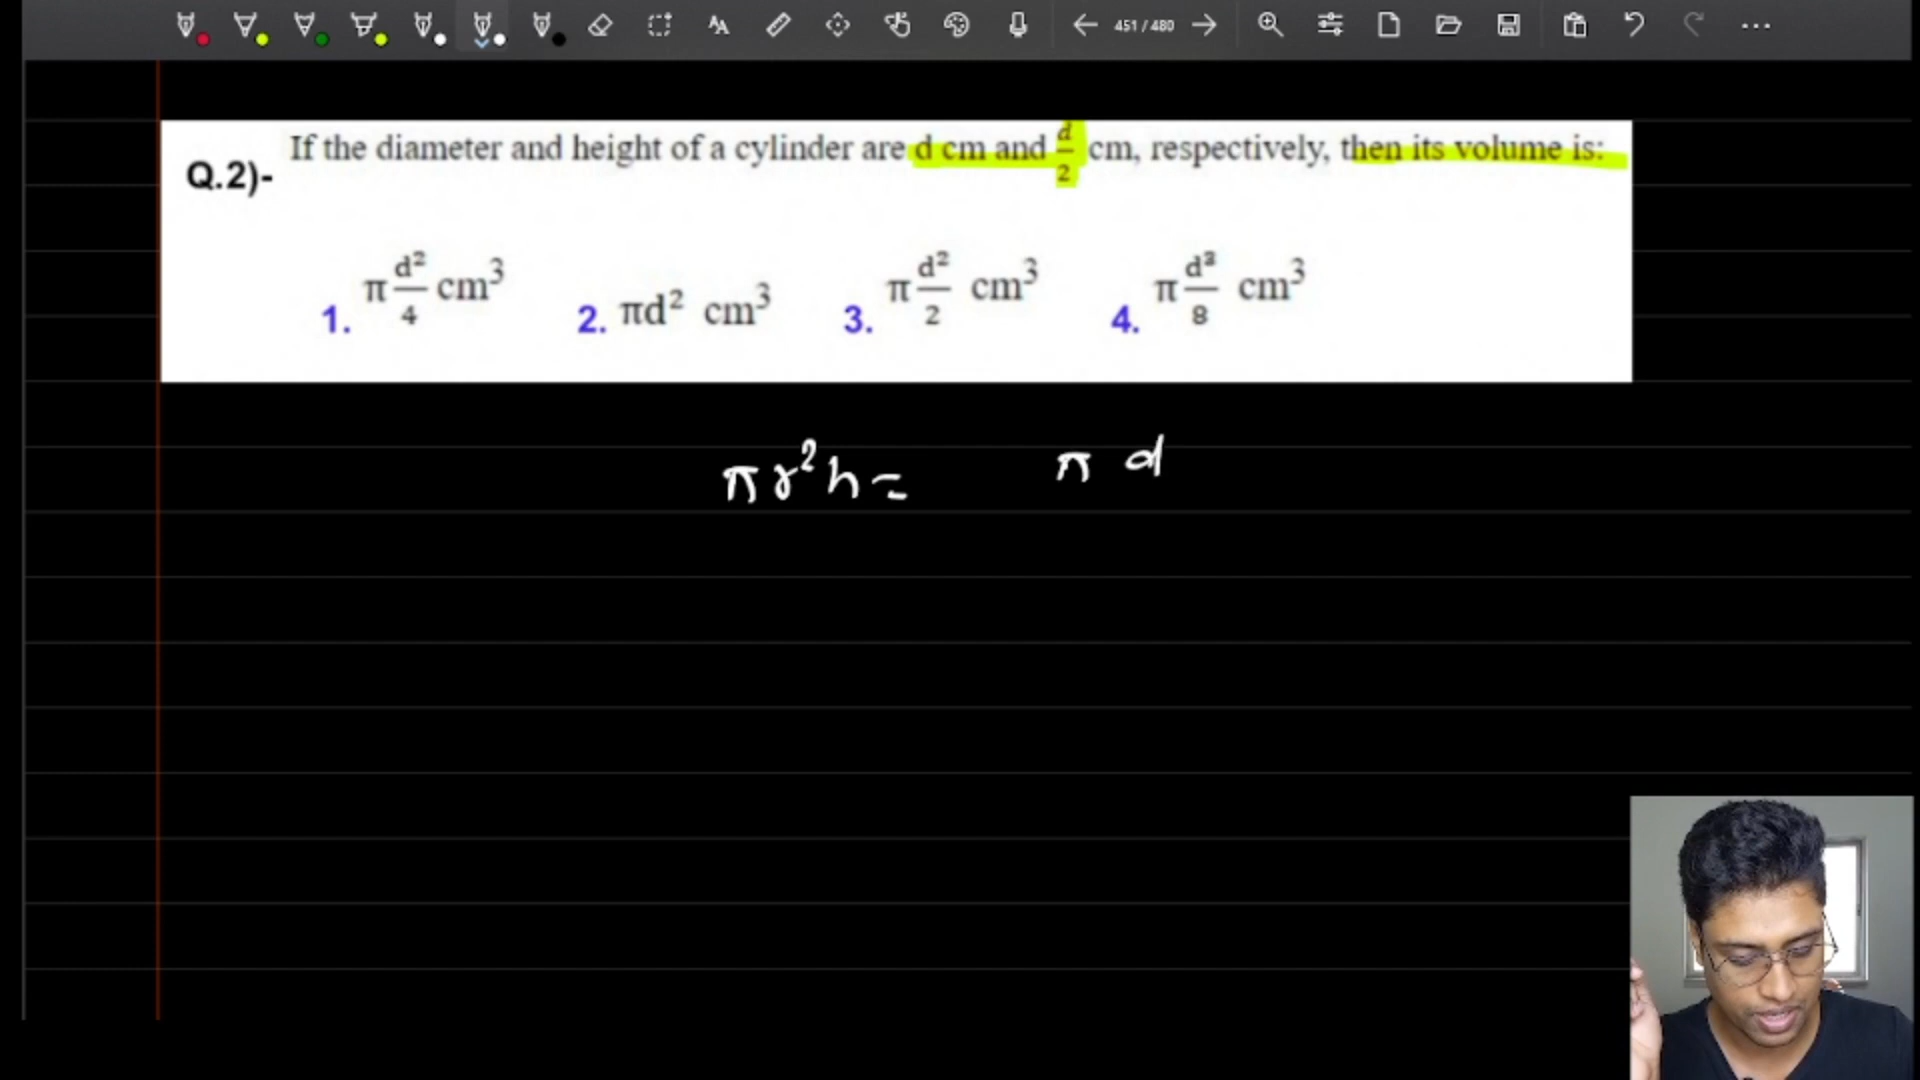 451 / 480
Q.2)- If the diameter and height of a cylinder are d cm and d/2 cm, respectively, then its volume is:
1. π d²/4 cm³ 2. πd² cm³ 3. π d²/2 cm³ 4. π d³/8 cm³
πr²h = π d